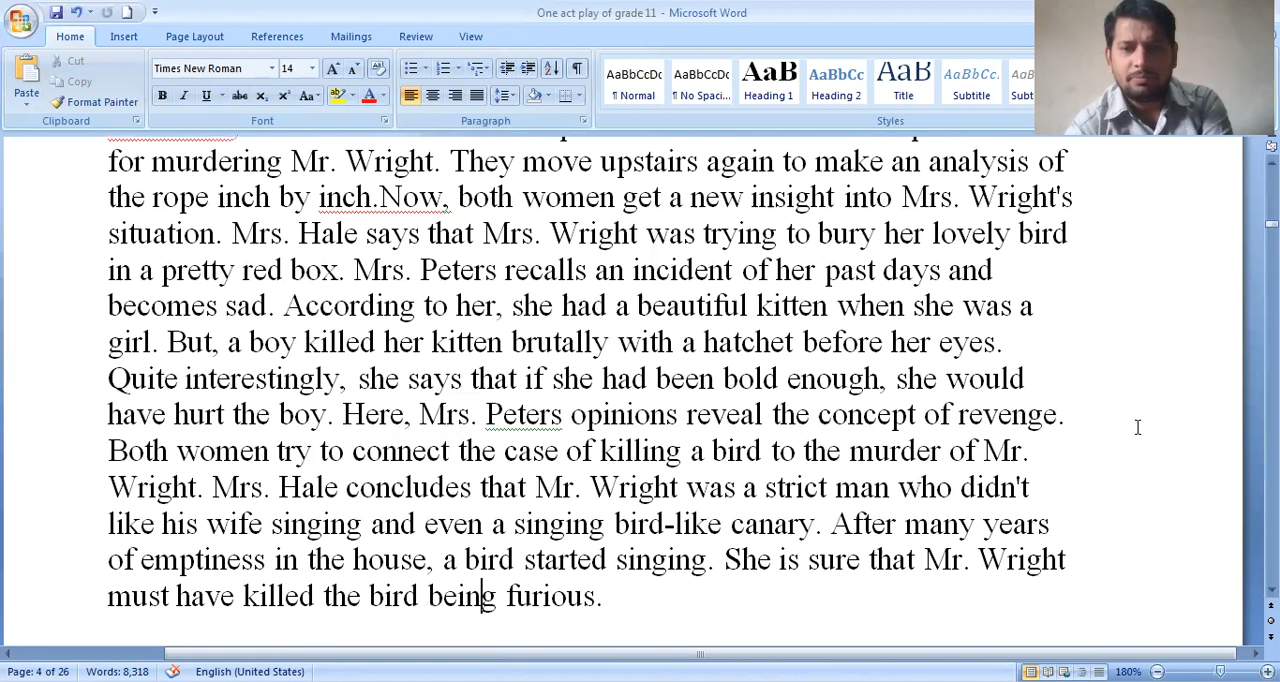 One act play of grade 11 - Microsoft Word
Home Insert Page Layout References Mailings Review View
Cut
Copy
Format Painter
Paste
Times New Roman 14
AaBbCcDc AaBbCcDc AaB AaBbCc AaB AaBbCcI AaB
¶ Normal ¶ No Spaci... Heading 1 Heading 2 Title Subtitle Subt
Clipboard Font Paragraph Styles
for murdering Mr. Wright. They move upstairs again to make an analysis of
the rope inch by inch.Now, both women get a new insight into Mrs. Wright's
situation. Mrs. Hale says that Mrs. Wright was trying to bury her lovely bird
in a pretty red box. Mrs. Peters recalls an incident of her past days and
becomes sad. According to her, she had a beautiful kitten when she was a
girl. But, a boy killed her kitten brutally with a hatchet before her eyes.
Quite interestingly, she says that if she had been bold enough, she would
have hurt the boy. Here, Mrs. Peters opinions reveal the concept of revenge.
Both women try to connect the case of killing a bird to the murder of Mr.
Wright. Mrs. Hale concludes that Mr. Wright was a strict man who didn't
like his wife singing and even a singing bird-like canary. After many years
of emptiness in the house, a bird started singing. She is sure that Mr. Wright
must have killed the bird being furious.
Page: 4 of 26 Words: 8,318 English (United States) 180%